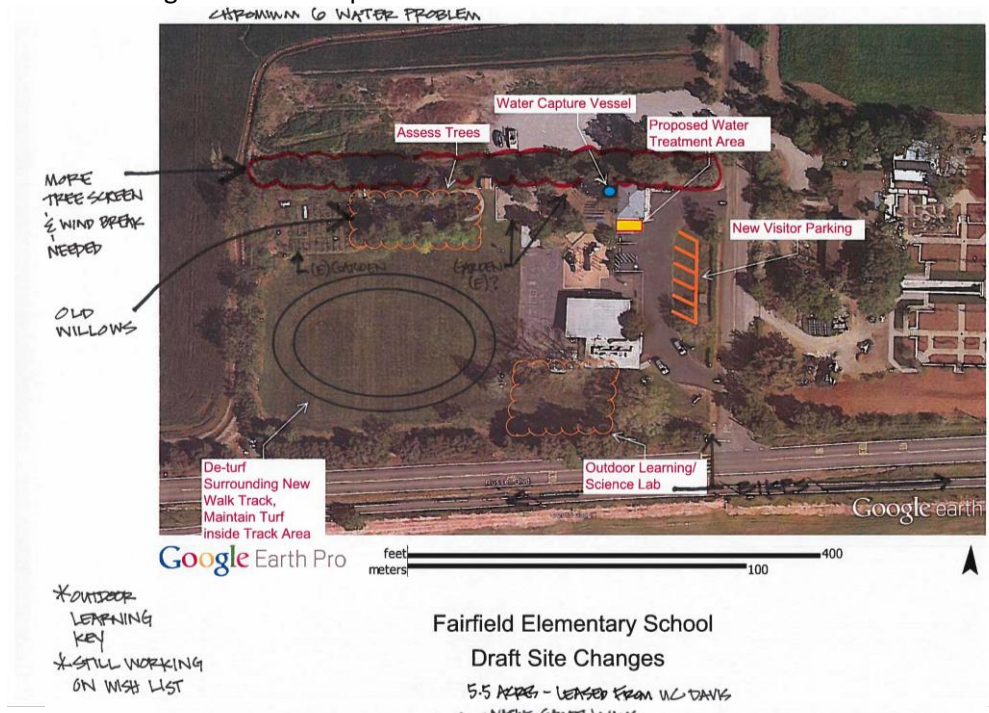 CHROMIUM 6 WATER PROBLEM
Water Capture Vessel
Assess Trees
Proposed Water
Treatment Area
MORE
TREE SCREEN
& WIND BREAK
NEEDED
New Visitor Parking
(E) GARDEN
GARDEN
(E)?
OLD
WILLOWS
De-turf
Surrounding New
Walk Track,
Maintain Turf
inside Track Area
Outdoor Learning/
Science Lab
BIKES
Google earth
Google Earth Pro
feet
400
meters
100
*OUTDOOR
LEARNING
KEY
*STILL WORKING
ON WISH LIST
Fairfield Elementary School
Draft Site Changes
5.5 ACRES - LEASED FROM UC DAVIS